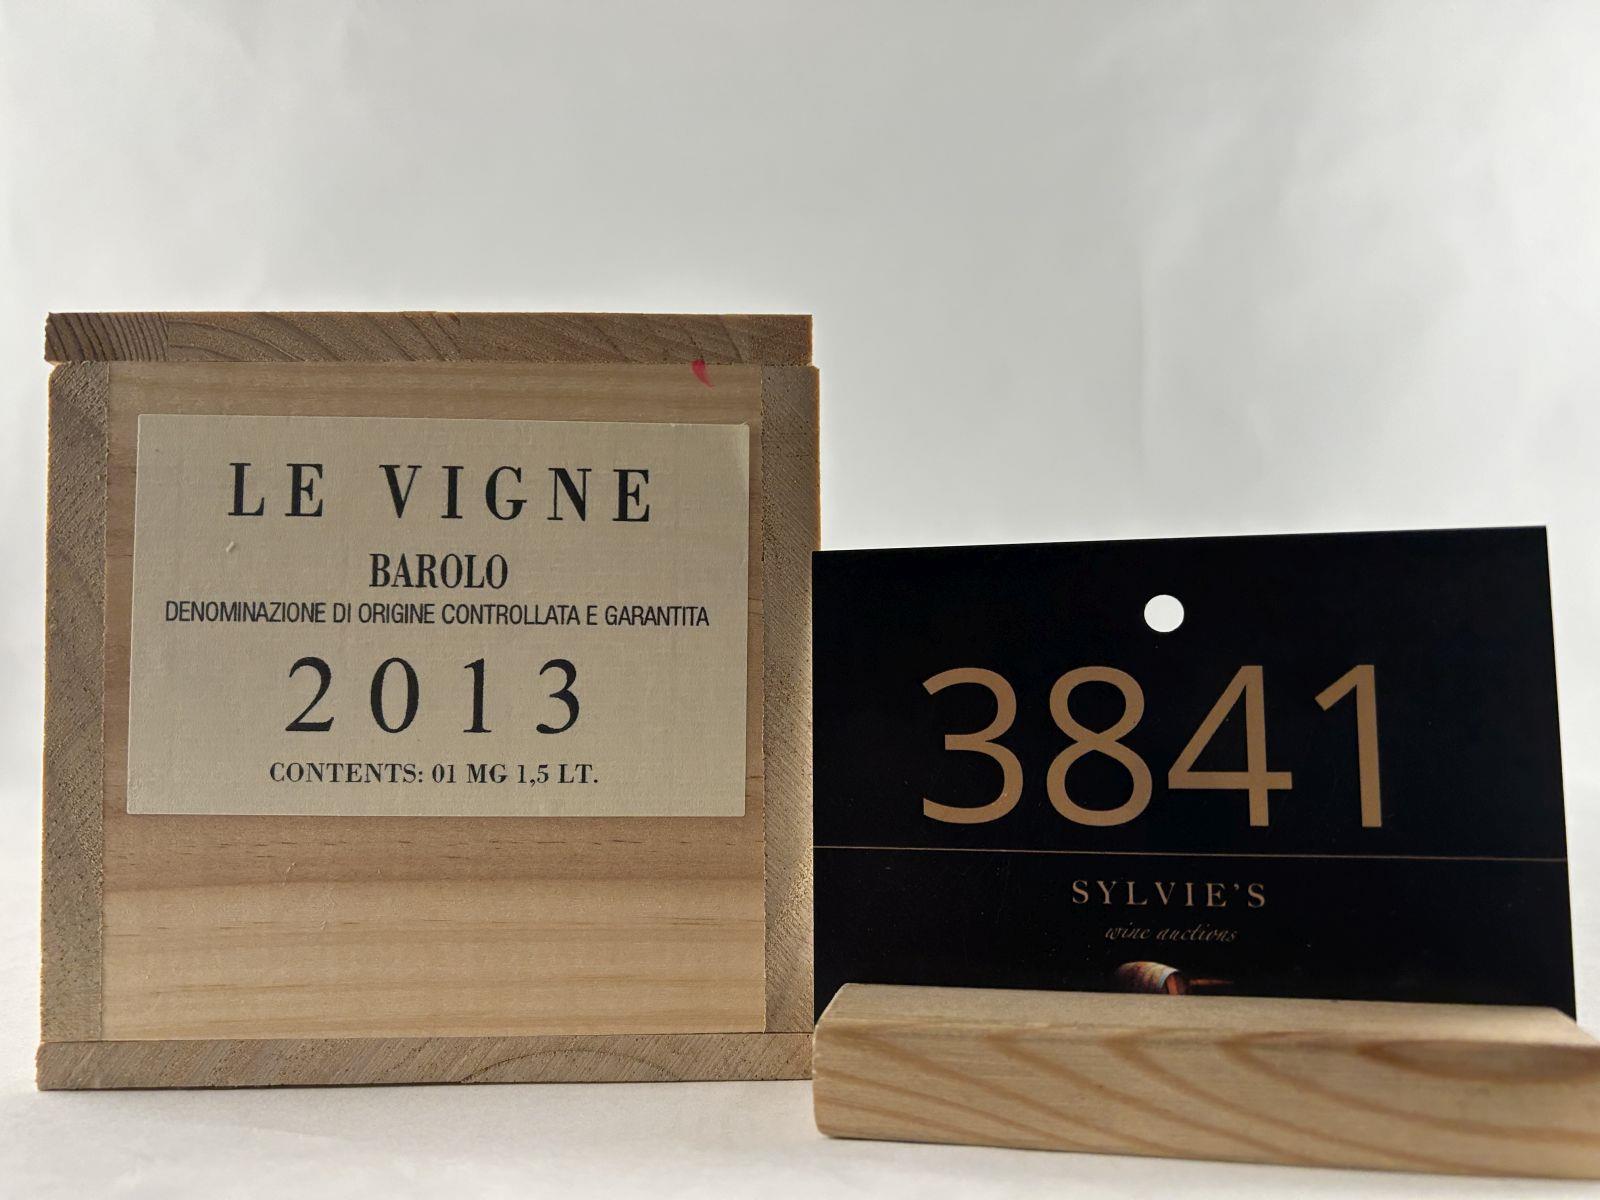 LE VIGNE
BAROLO
DENOMINAZIONE DI ORIGINE CONTROLLATA E GARANTITA
2013
CONTENTS: 01 MG 1,5 LT.
3841
SYLVIE'S
wine auctions